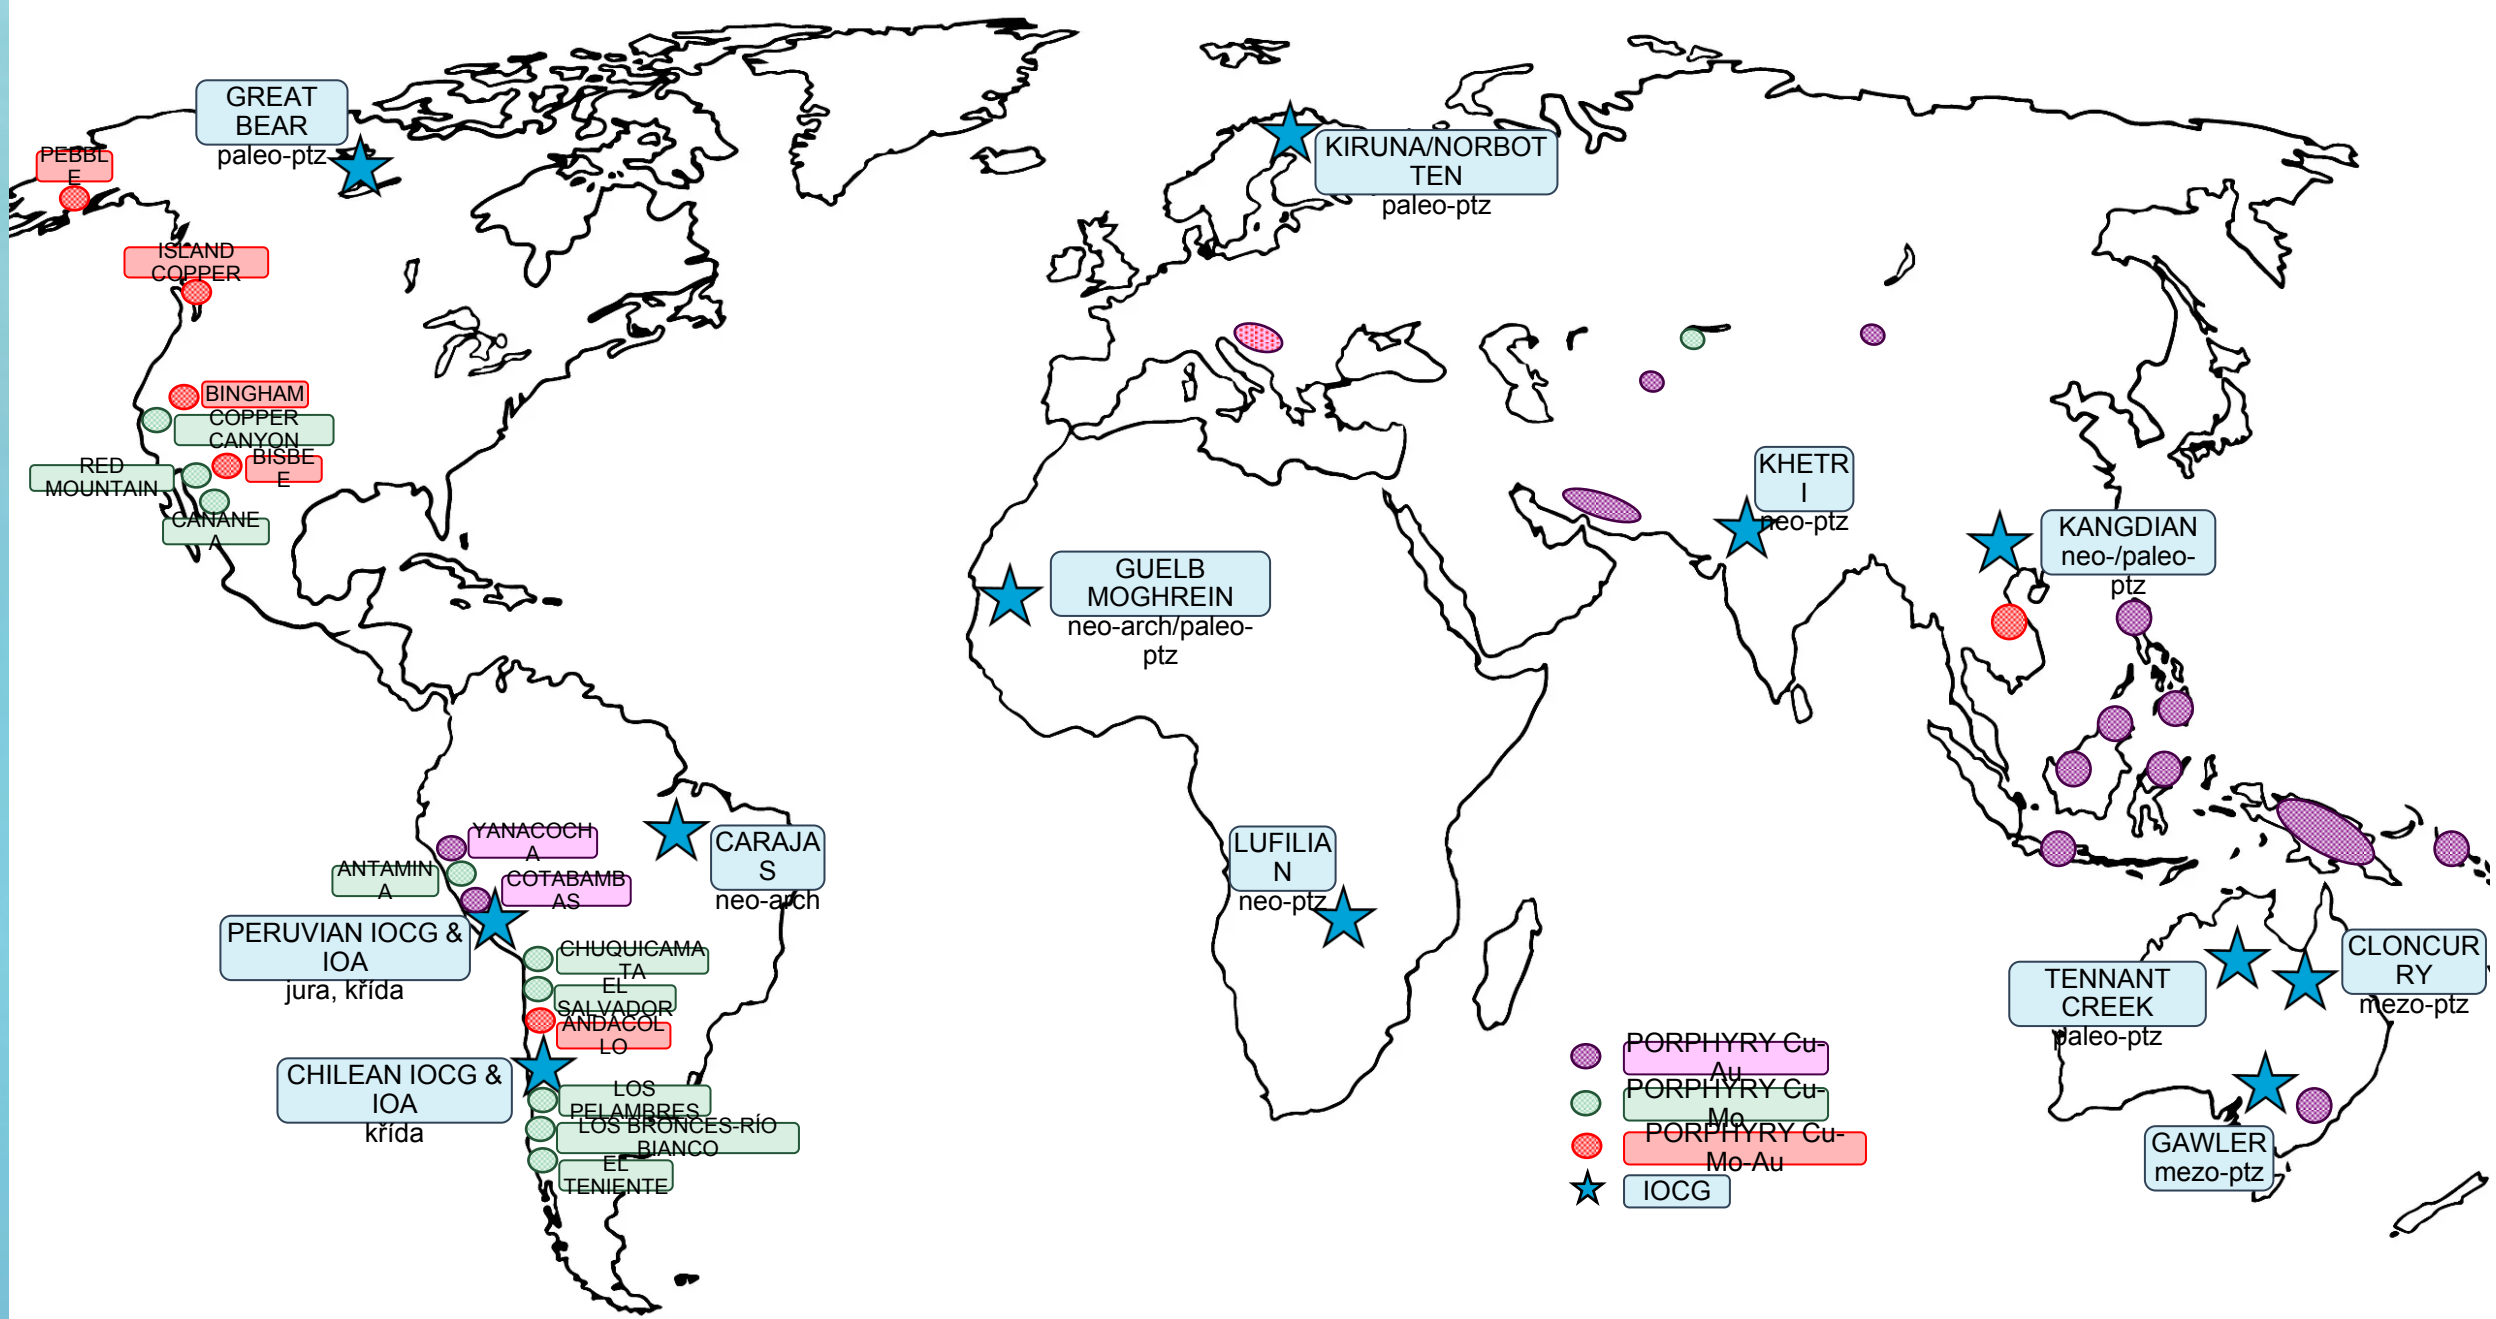 GREAT
BEAR
paleo-ptz
PEBBL
E
ISLAND
COPPER
BINGHAM
COPPER
CANYON
BISBE
E
RED
MOUNTAIN
CANANE
A
KIRUNA/NORBOT
TEN
paleo-ptz
KHETR
I
neo-ptz
KANGDIAN
neo-/paleo-
ptz
GUELB
MOGHREIN
neo-arch/paleo-
ptz
YANACOCH
A
ANTAMIN
A
COTABAMB
AS
CARAJA
S
neo-arch
LUFILIA
N
neo-ptz
PERUVIAN IOCG &
IOA
jura, křída
CHUQUICAMA
TA
EL
SALVADOR
ANDACOL
LO
CHILEAN IOCG &
IOA
křída
LOS
PELAMBRES
LOS BRONCES-RÍO
BIANCO
EL
TENIENTE
TENNANT
CREEK
paleo-ptz
CLONCUR
RY
mezo-ptz
GAWLER
mezo-ptz
PORPHYRY Cu-
Au
PORPHYRY Cu-
Mo
PORPHYRY Cu-
Mo-Au
IOCG